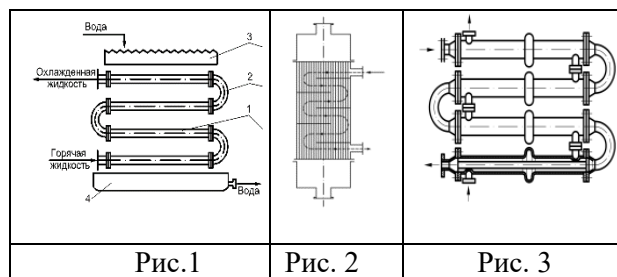 Вода
3
Охлажденная
жидкость
2
1
Горячая
жидкость
4
Вода
Рис.1
Рис. 2
Рис. 3